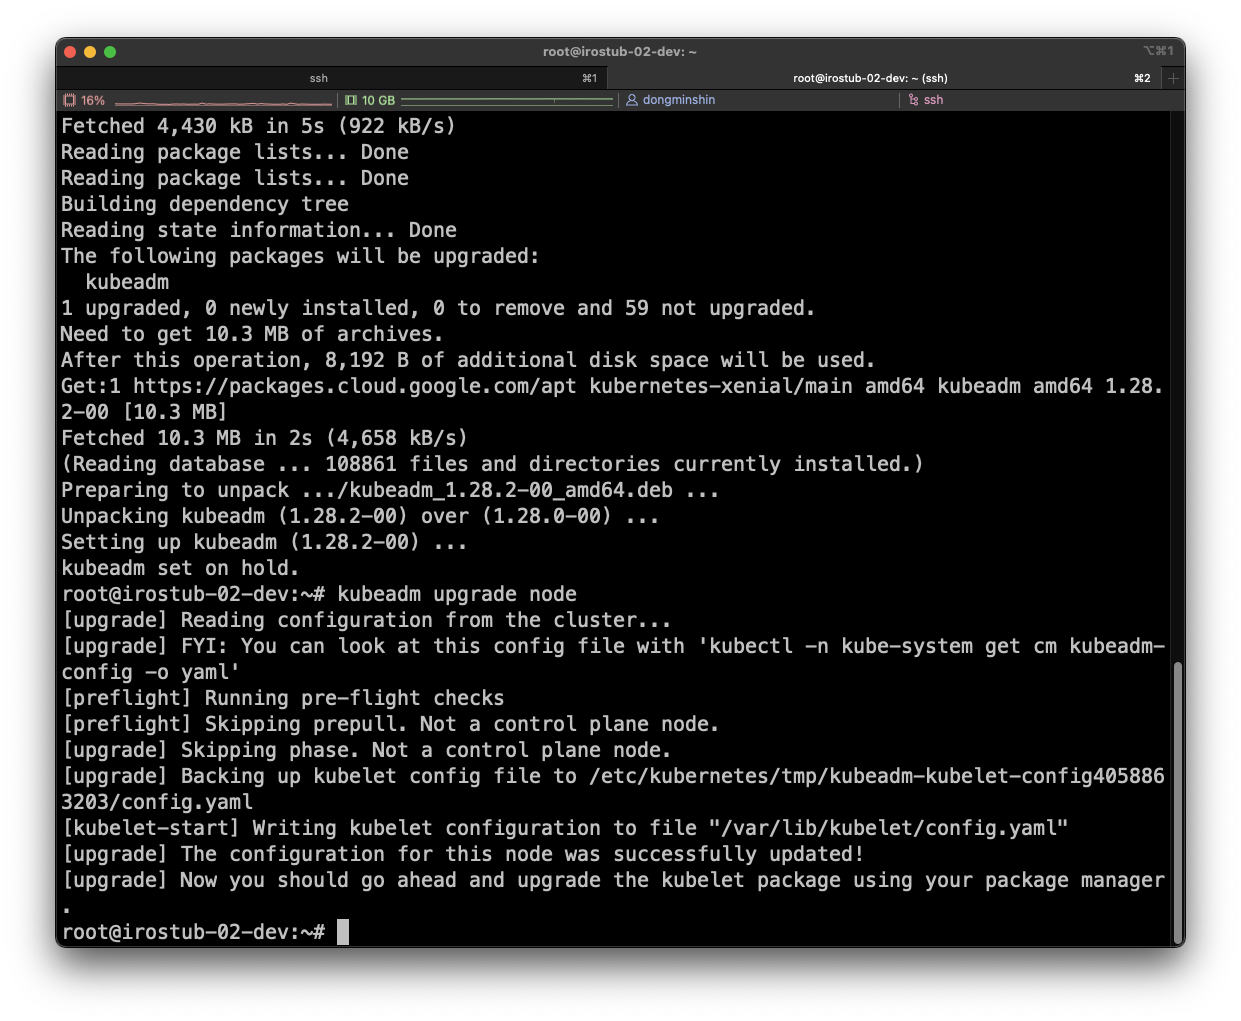 root@irostub-02-dev: ~
⌥⌘1
ssh ⌘1 root@irostub-02-dev: ~ (ssh) ⌘2
16% 10 GB dongminshin ssh
Fetched 4,430 kB in 5s (922 kB/s)
Reading package lists... Done
Reading package lists... Done
Building dependency tree
Reading state information... Done
The following packages will be upgraded:
  kubeadm
1 upgraded, 0 newly installed, 0 to remove and 59 not upgraded.
Need to get 10.3 MB of archives.
After this operation, 8,192 B of additional disk space will be used.
Get:1 https://packages.cloud.google.com/apt kubernetes-xenial/main amd64 kubeadm amd64 1.28.
2-00 [10.3 MB]
Fetched 10.3 MB in 2s (4,658 kB/s)
(Reading database ... 108861 files and directories currently installed.)
Preparing to unpack .../kubeadm_1.28.2-00_amd64.deb ...
Unpacking kubeadm (1.28.2-00) over (1.28.0-00) ...
Setting up kubeadm (1.28.2-00) ...
kubeadm set on hold.
root@irostub-02-dev:~# kubeadm upgrade node
[upgrade] Reading configuration from the cluster...
[upgrade] FYI: You can look at this config file with 'kubectl -n kube-system get cm kubeadm-
config -o yaml'
[preflight] Running pre-flight checks
[preflight] Skipping prepull. Not a control plane node.
[upgrade] Skipping phase. Not a control plane node.
[upgrade] Backing up kubelet config file to /etc/kubernetes/tmp/kubeadm-kubelet-config405886
3203/config.yaml
[kubelet-start] Writing kubelet configuration to file "/var/lib/kubelet/config.yaml"
[upgrade] The configuration for this node was successfully updated!
[upgrade] Now you should go ahead and upgrade the kubelet package using your package manager
.
root@irostub-02-dev:~#